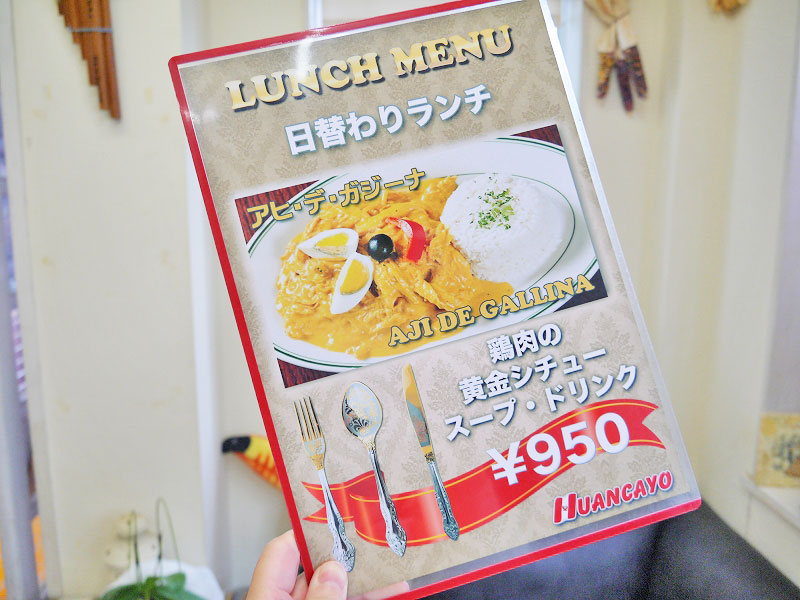 LUNCH MENU
日替わりランチ
アヒ・デ・ガジーナ
AJI DE GALLINA
鶏肉の
黄金シチュー
スープ・ドリンク
¥950
HUANCAYO